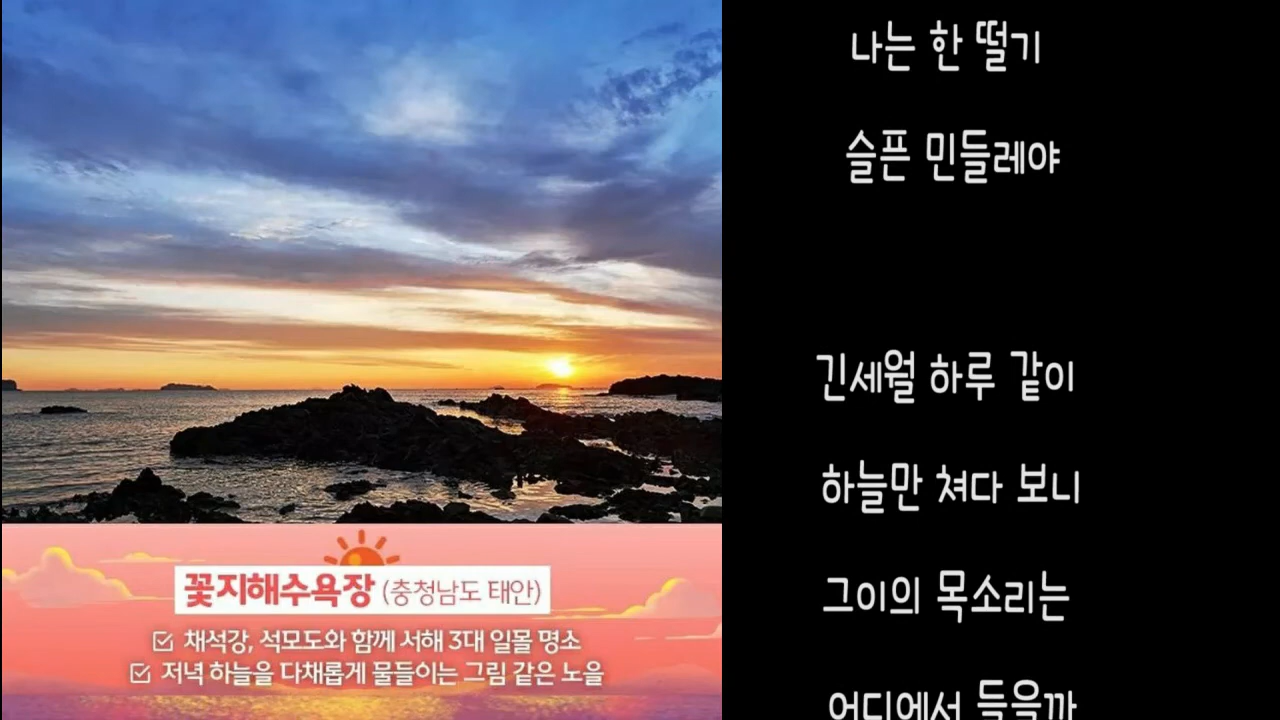 꽃지해수욕장 (충청남도 태안)
채석강, 석모도와 함께 서해 3대 일몰 명소
저녁 하늘을 다채롭게 물들이는 그림 같은 노을
나는 한 떨기
슬픈 민들레야
긴세월 하루 같이
하늘만 쳐다 보니
그이의 목소리는
어디에서 들을까